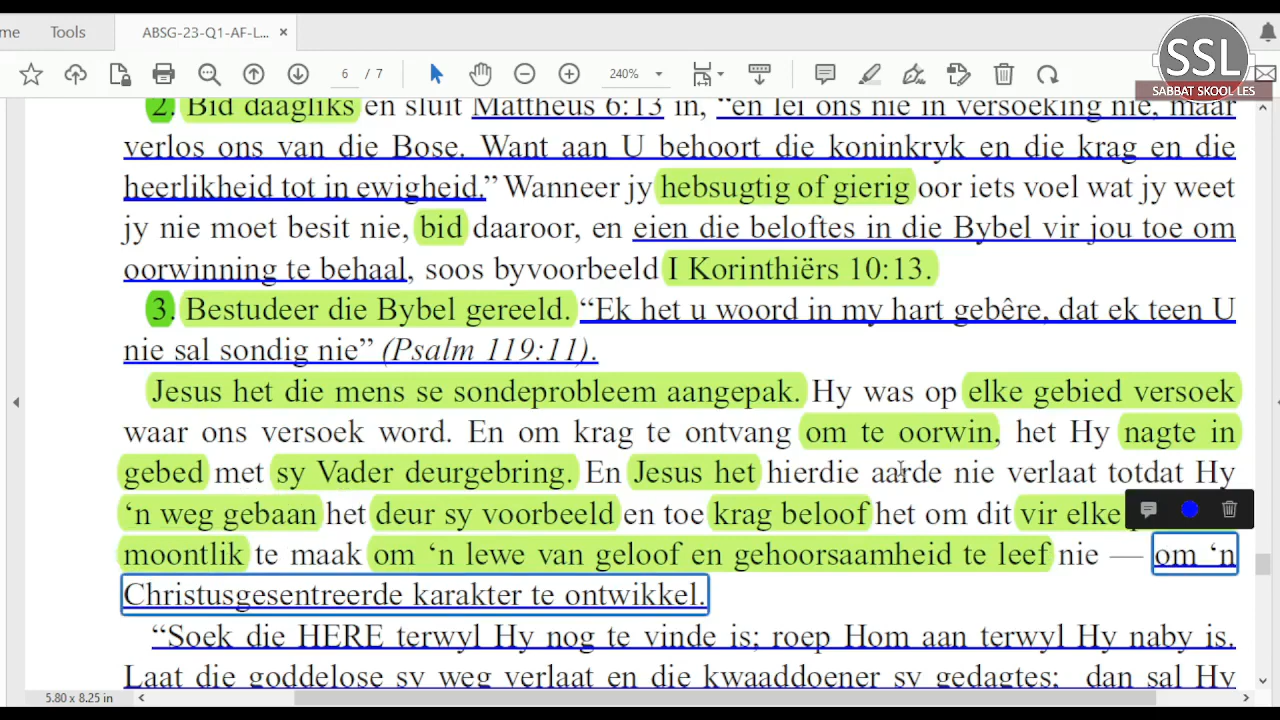 me Tools ABSG-23-Q1-AF-L... ×
SSL
SABBAT SKOOL LES
6 / 7 240%
2. Bid daagliks en sluit Mattheus 6:13 in, “en lei ons nie in versoeking nie, maar
verlos ons van die Bose. Want aan U behoort die koninkryk en die krag en die
heerlikheid tot in ewigheid.” Wanneer jy hebsugtig of gierig oor iets voel wat jy weet
jy nie moet besit nie, bid daaroor, en eien die beloftes in die Bybel vir jou toe om
oorwinning te behaal, soos byvoorbeeld I Korinthiërs 10:13.
3. Bestudeer die Bybel gereeld. “Ek het u woord in my hart gebêre, dat ek teen U
nie sal sondig nie” (Psalm 119:11).
Jesus het die mens se sondeprobleem aangepak. Hy was op elke gebied versoek
waar ons versoek word. En om krag te ontvang om te oorwin, het Hy nagte in
gebed met sy Vader deurgebring. En Jesus het hierdie aarde nie verlaat totdat Hy
‘n weg gebaan het deur sy voorbeeld en toe krag beloof het om dit vir elke
moontlik te maak om ‘n lewe van geloof en gehoorsaamheid te leef nie — om ‘n
Christusgesentreerde karakter te ontwikkel.
“Soek die HERE terwyl Hy nog te vinde is; roep Hom aan terwyl Hy naby is.
Laat die goddelose sy weg verlaat en die kwaaddoener sy gedagtes; dan sal Hy
5.80 x 8.25 in